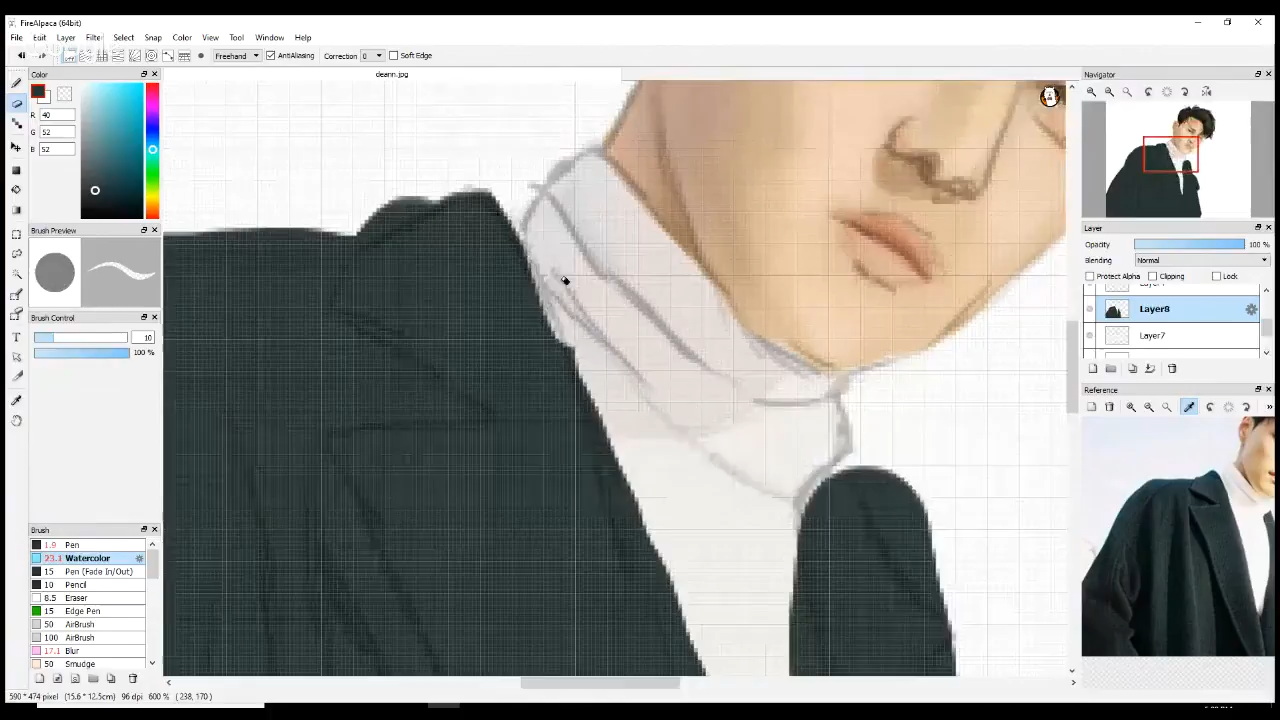 FireAlpaca (64bit)
File Edit Layer Filter Select Snap Color View Tool Window Help
Freehand AntiAliasing Correction 0 Soft Edge
Color
deann.jpg
Navigator
R 40
G 52
B 52
Brush Preview
Layer
Opacity 100 %
Blending Normal
Protect Alpha Clipping Lock
Layer8
Brush Control
10
Layer7
100 %
Reference
Brush
1.9 Pen
23.1 Watercolor
15 Pen (Fade In/Out)
10 Pencil
8.5 Eraser
15 Edge Pen
50 AirBrush
100 AirBrush
17.1 Blur
50 Smudge
590 * 474 pixel (15.6 * 12.5cm) 96 dpi 600 % ( 238, 170 )